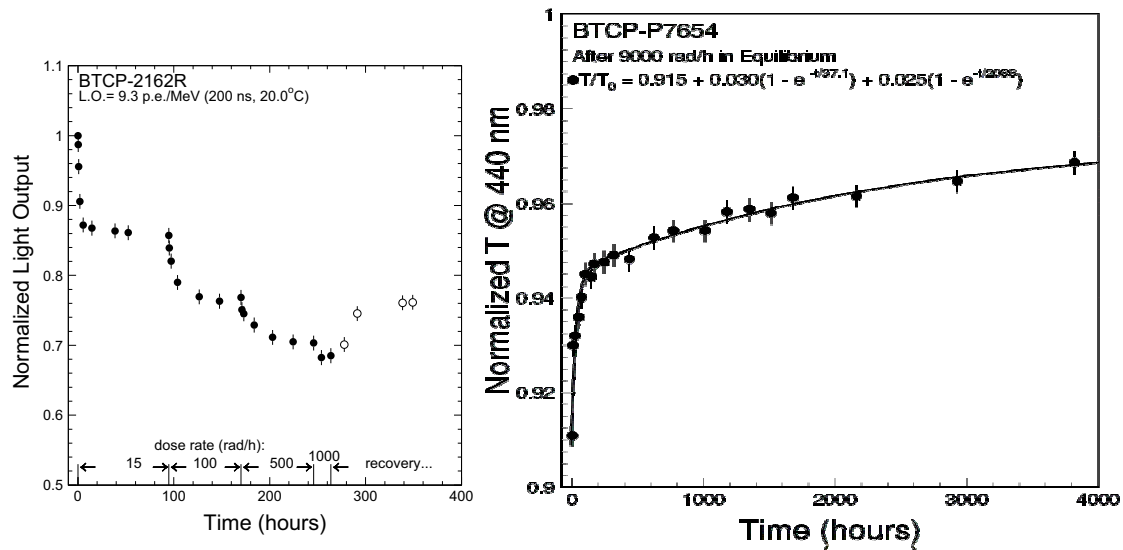 BTCP-2162R
L.O.= 9.3 p.e./MeV (200 ns, 20.0°C)
Normalized Light Output
1.1
1
0.9
0.8
0.7
0.6
0.5
dose rate (rad/h):
15
100
500
1000
recovery...
0
100
200
300
400
Time (hours)
BTCP-P7654
After 9000 rad/h in Equilibrium
T/T₀ = 0.915 + 0.030(1 - e⁻ᵗ/⁹⁷·¹) + 0.025(1 - e⁻ᵗ/²⁰⁶⁶)
Normalized T @ 440 nm
1
0.98
0.96
0.94
0.92
0.9
0
1000
2000
3000
4000
Time (hours)